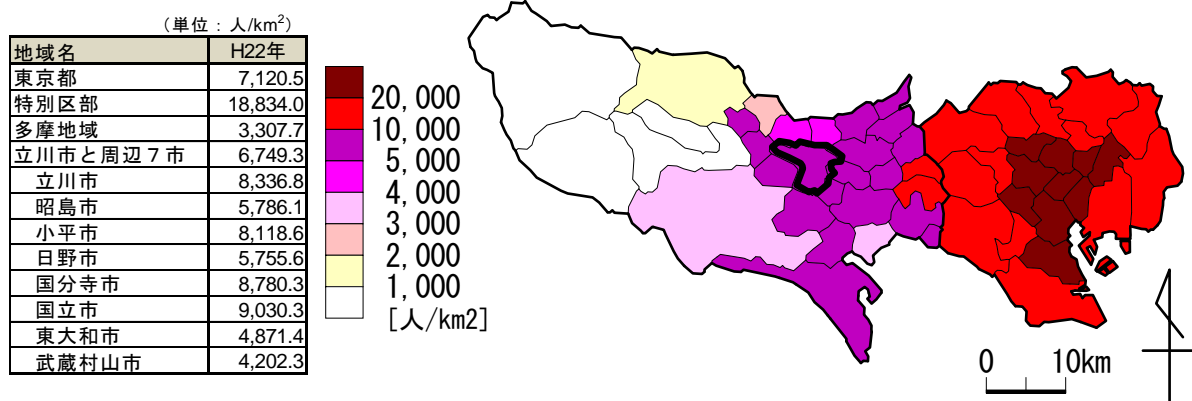 (単位：人/km2)
地域名 H22年
東京都 7,120.5
特別区部 18,834.0
多摩地域 3,307.7
立川市と周辺７市 6,749.3
立川市 8,336.8
昭島市 5,786.1
小平市 8,118.6
日野市 5,755.6
国分寺市 8,780.3
国立市 9,030.3
東大和市 4,871.4
武蔵村山市 4,202.3
20,000
10,000
5,000
4,000
3,000
2,000
1,000
[人/km2]
0 10km